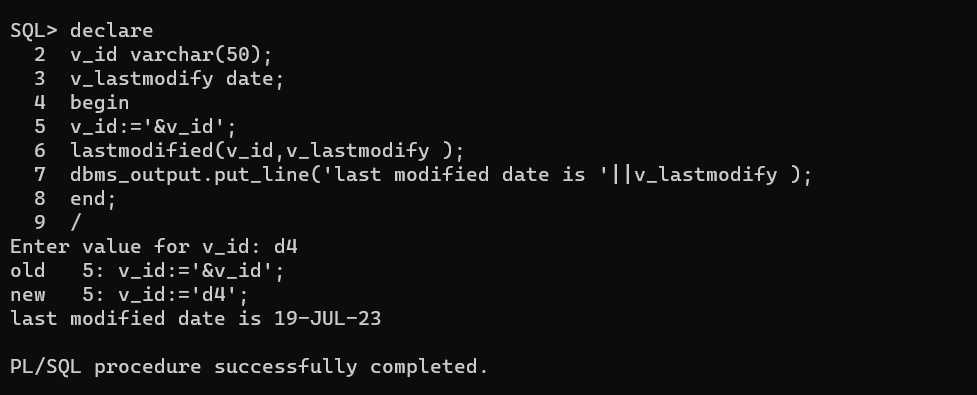 SQL> declare
  2  v_id varchar(50);
  3  v_lastmodify date;
  4  begin
  5  v_id:='&v_id';
  6  lastmodified(v_id,v_lastmodify );
  7  dbms_output.put_line('last modified date is '||v_lastmodify );
  8  end;
  9  /
Enter value for v_id: d4
old   5: v_id:='&v_id';
new   5: v_id:='d4';
last modified date is 19-JUL-23
PL/SQL procedure successfully completed.